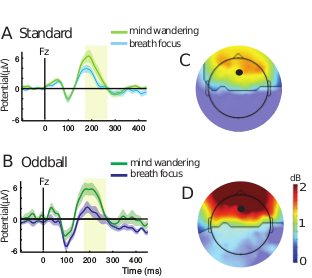 A Standard
mind wandering
breath focus
Fz
6
0
-6
Potential(μV)
0 100 200 300 400
C
B Oddball
mind wandering
breath focus
Fz
6
0
-6
Potential(μV)
0 100 200 300 400
Time (ms)
D
dB
2
1
0